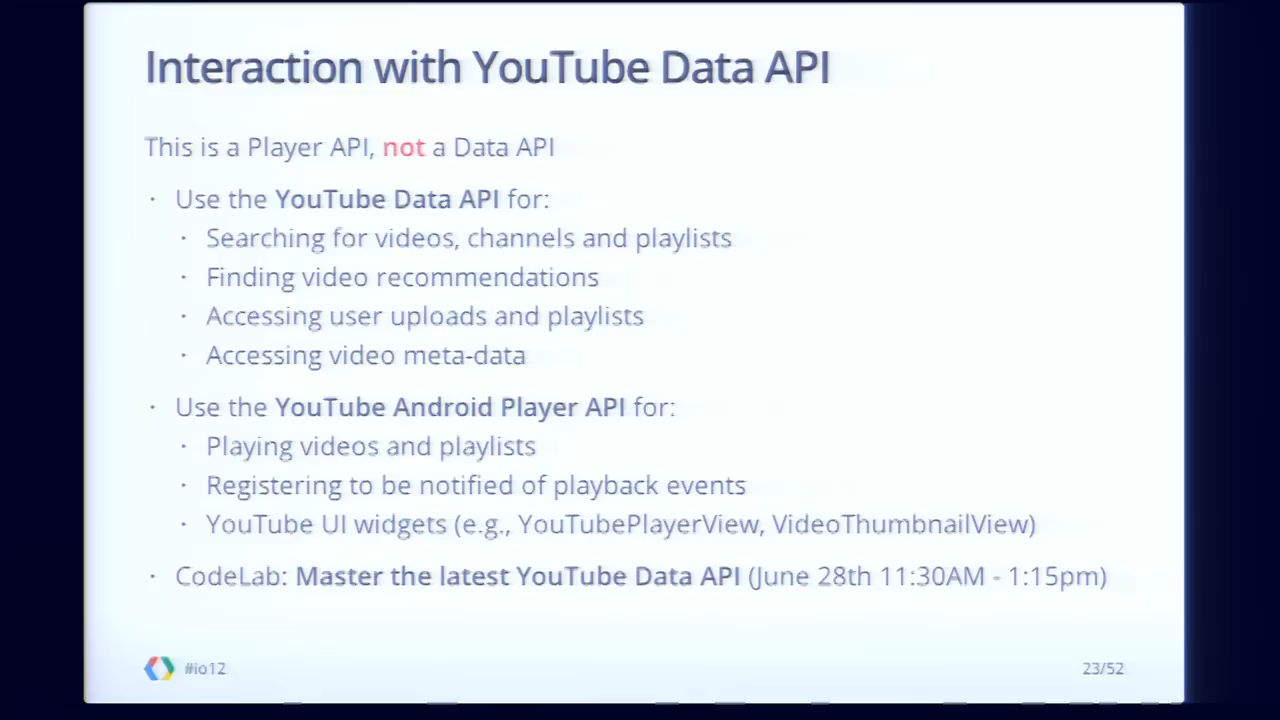 Interaction with YouTube Data API
This is a Player API, not a Data API
· Use the YouTube Data API for:
· Searching for videos, channels and playlists
· Finding video recommendations
· Accessing user uploads and playlists
· Accessing video meta-data
· Use the YouTube Android Player API for:
· Playing videos and playlists
· Registering to be notified of playback events
· YouTube UI widgets (e.g., YouTubePlayerView, VideoThumbnailView)
· CodeLab: Master the latest YouTube Data API (June 28th 11:30AM - 1:15pm)
#io12
23/52